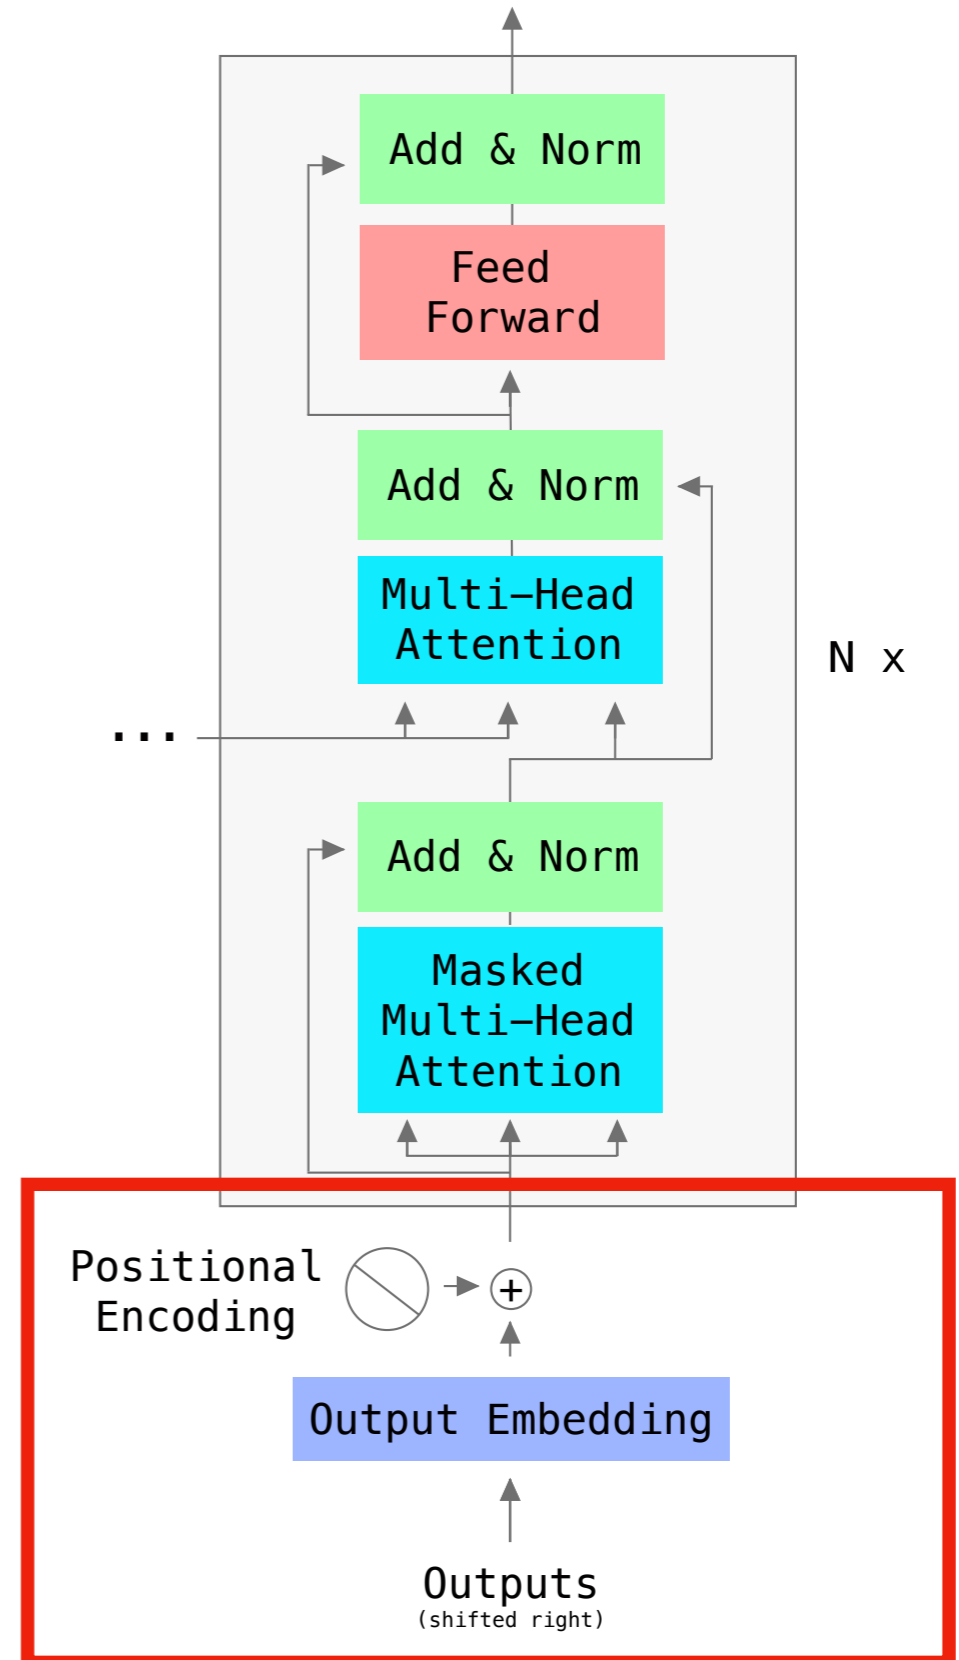 Add & Norm
Feed
Forward
Add & Norm
Multi-Head
Attention
N x
...
Add & Norm
Masked
Multi-Head
Attention
Positional
Encoding
+
Output Embedding
Outputs
(shifted right)